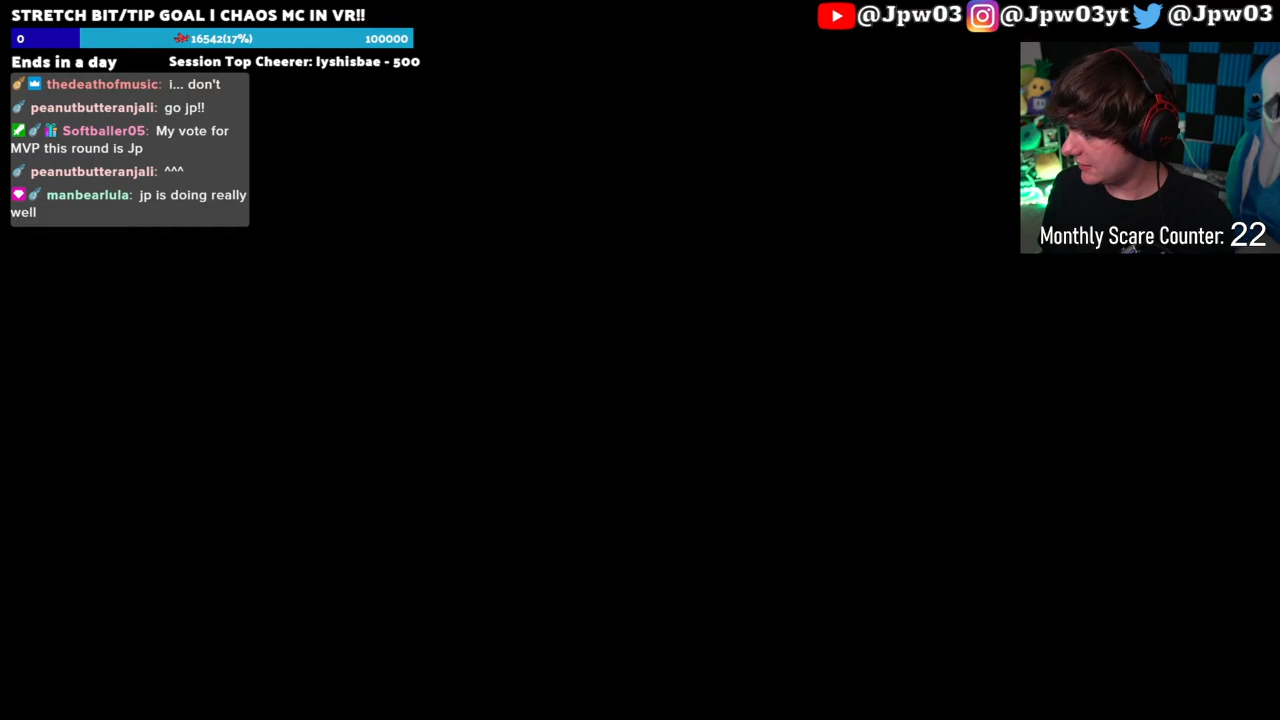 STRETCH BIT/TIP GOAL I CHAOS MC IN VR!!
0 16542(17%) 100000
Ends in a day Session Top Cheerer: lyshisbae - 500
thedeathofmusic: i... don't
peanutbutteranjali: go jp!!
Softballer05: My vote for
MVP this round is Jp
peanutbutteranjali: ^^^
manbearlula: jp is doing really
well
@Jpw03 @Jpw03yt @Jpw03
Monthly Scare Counter: 22